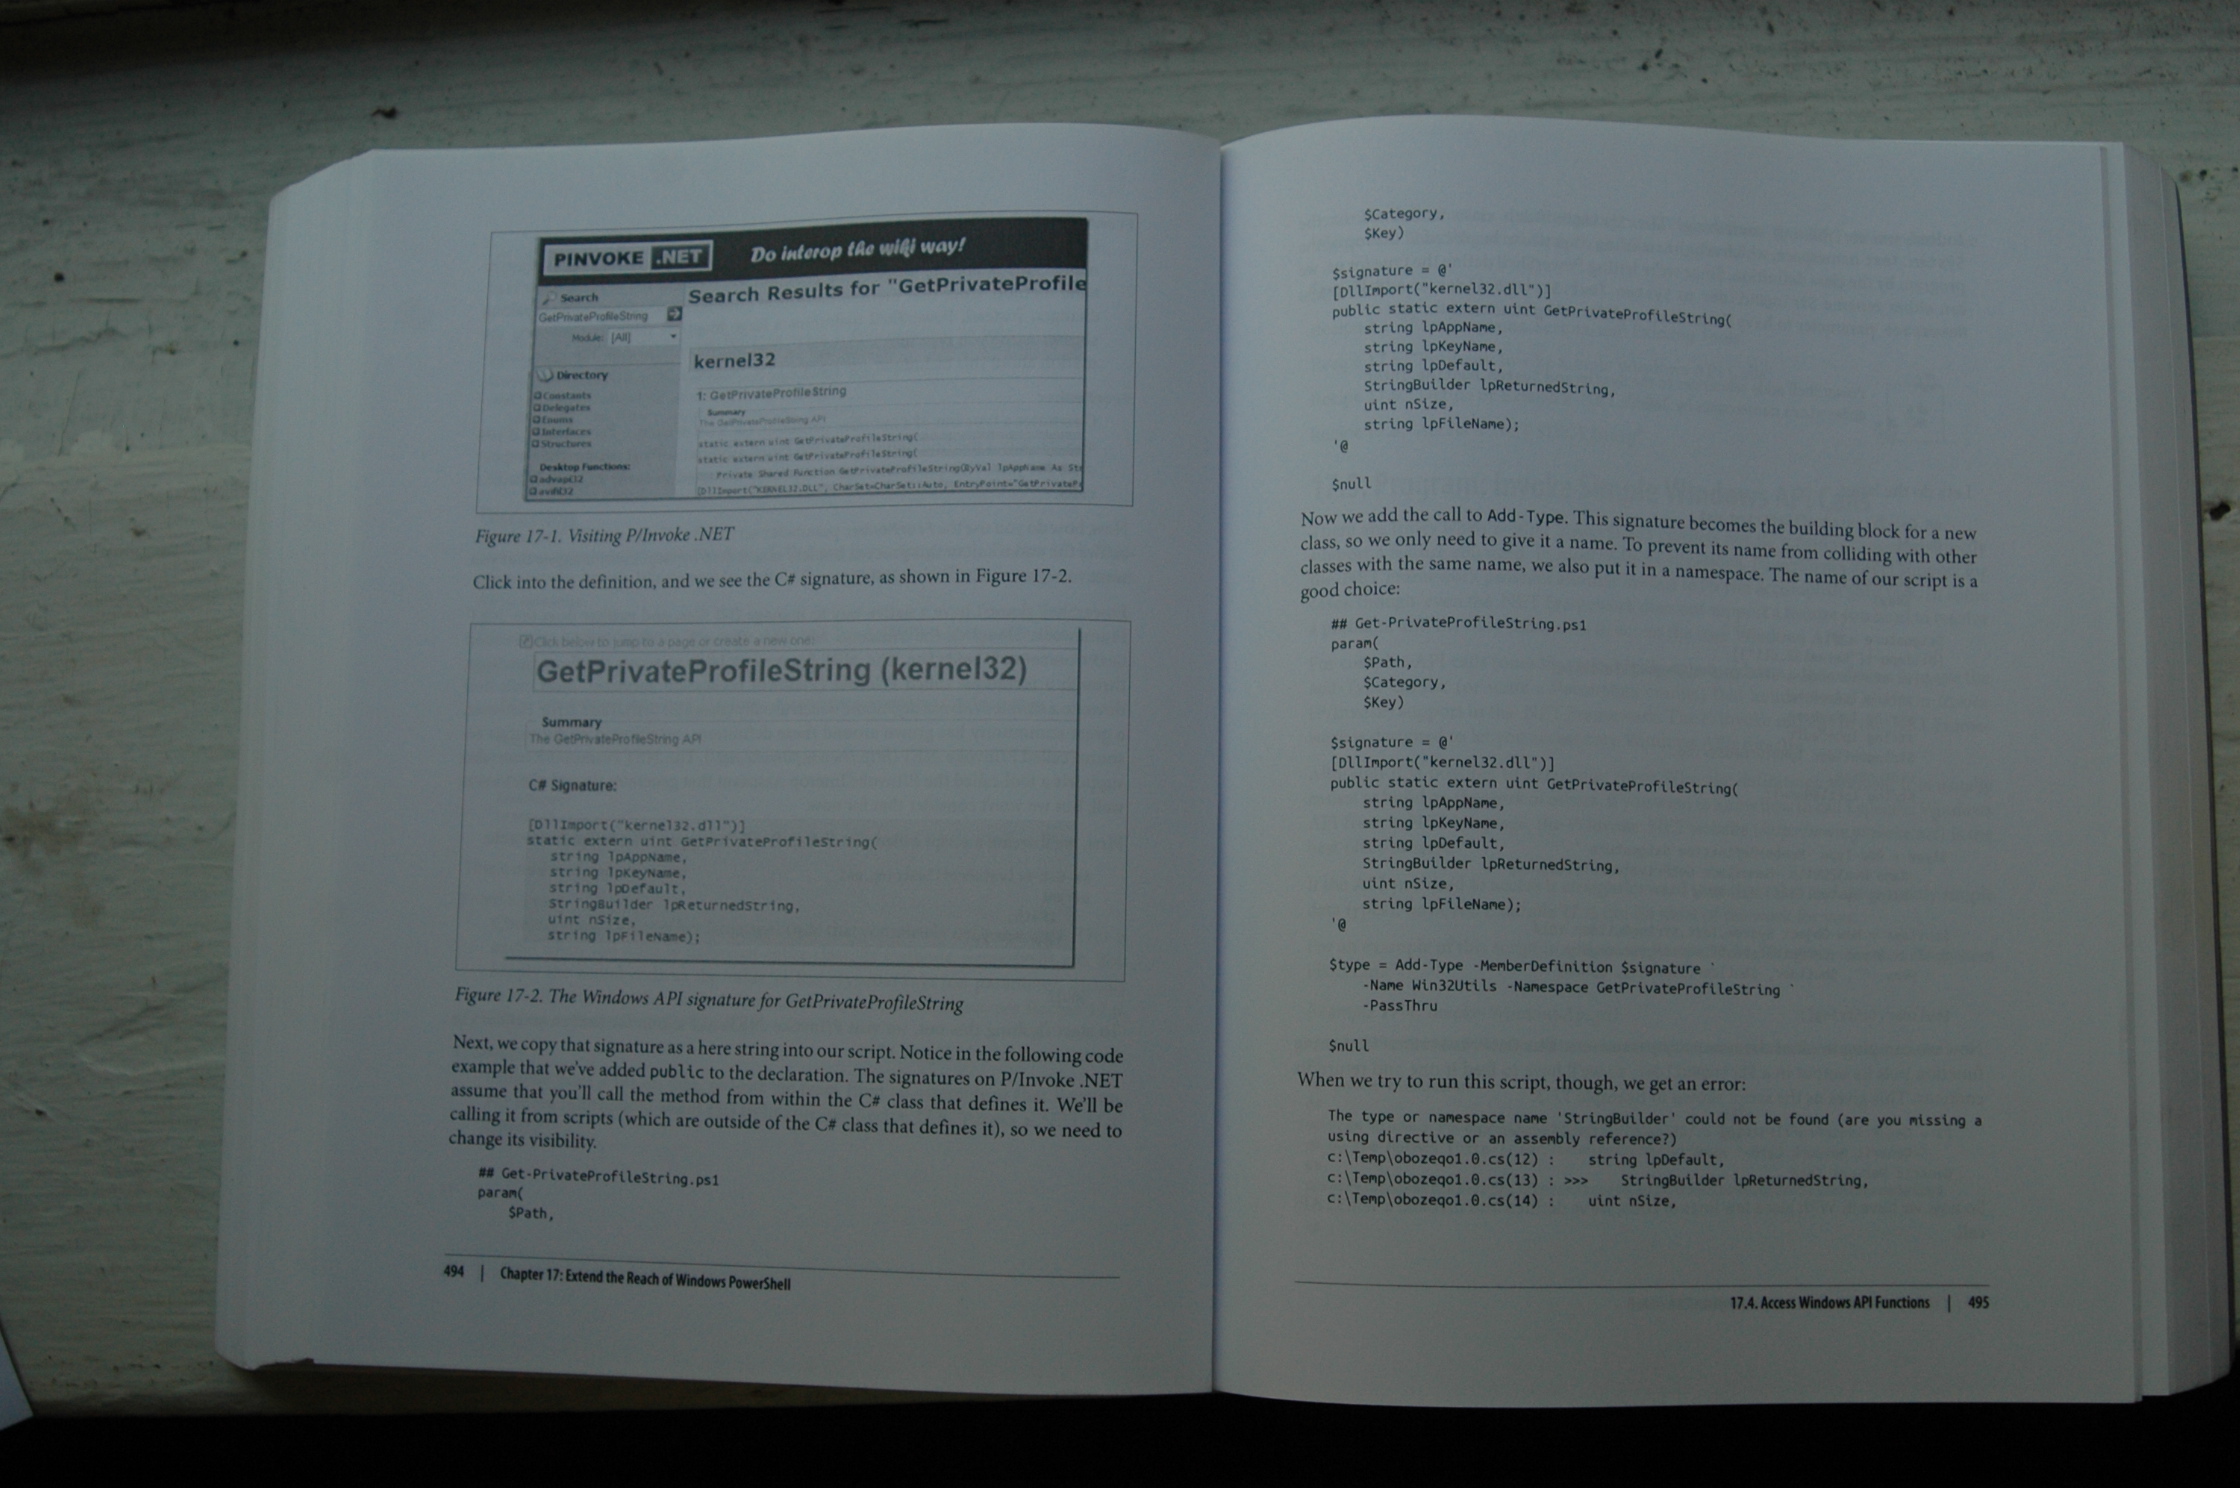 PINVOKE .NET Do interop the wiki way!
Search
GetPrivateProfileString
Module: [All]
Directory
Constants
Delegates
Enums
Interfaces
Structures
Desktop Functions:
advapi32
avifil32
Search Results for "GetPrivateProfile
kernel32
1: GetPrivateProfileString
Summary
The GetPrivateProfileString API
static extern uint GetPrivateProfileString(
static extern uint GetPrivateProfileString(
Private Shared Function GetPrivateProfileString(ByVal lpAppName As St
[DllImport("KERNEL32.DLL", CharSet=CharSet::Auto, EntryPoint="GetPrivateP
Figure 17-1. Visiting P/Invoke .NET
Click into the definition, and we see the C# signature, as shown in Figure 17-2.
Click below to jump to a page or create a new one:
GetPrivateProfileString (kernel32)
Summary
The GetPrivateProfileString API
C# Signature:
[DllImport("kernel32.dll")]
static extern uint GetPrivateProfileString(
string lpAppName,
string lpKeyName,
string lpDefault,
StringBuilder lpReturnedString,
uint nSize,
string lpFileName);
Figure 17-2. The Windows API signature for GetPrivateProfileString
Next, we copy that signature as a here string into our script. Notice in the following code
example that we've added public to the declaration. The signatures on P/Invoke .NET
assume that you'll call the method from within the C# class that defines it. We'll be
calling it from scripts (which are outside of the C# class that defines it), so we need to
change its visibility.
## Get-PrivateProfileString.ps1
param(
$Path,
494 | Chapter 17: Extend the Reach of Windows PowerShell
$Category,
$Key)
$signature = @'
[DllImport("kernel32.dll")]
public static extern uint GetPrivateProfileString(
string lpAppName,
string lpKeyName,
string lpDefault,
StringBuilder lpReturnedString,
uint nSize,
string lpFileName);
'@
$null
Now we add the call to Add-Type. This signature becomes the building block for a new
class, so we only need to give it a name. To prevent its name from colliding with other
classes with the same name, we also put it in a namespace. The name of our script is a
good choice:
## Get-PrivateProfileString.ps1
param(
$Path,
$Category,
$Key)
$signature = @'
[DllImport("kernel32.dll")]
public static extern uint GetPrivateProfileString(
string lpAppName,
string lpKeyName,
string lpDefault,
StringBuilder lpReturnedString,
uint nSize,
string lpFileName);
'@
$type = Add-Type -MemberDefinition $signature `
-Name Win32Utils -Namespace GetPrivateProfileString `
-PassThru
$null
When we try to run this script, though, we get an error:
The type or namespace name 'StringBuilder' could not be found (are you missing a
using directive or an assembly reference?)
c:\Temp\obozeqo1.0.cs(12) : string lpDefault,
c:\Temp\obozeqo1.0.cs(13) : >>> StringBuilder lpReturnedString,
c:\Temp\obozeqo1.0.cs(14) : uint nSize,
17.4. Access Windows API Functions | 495